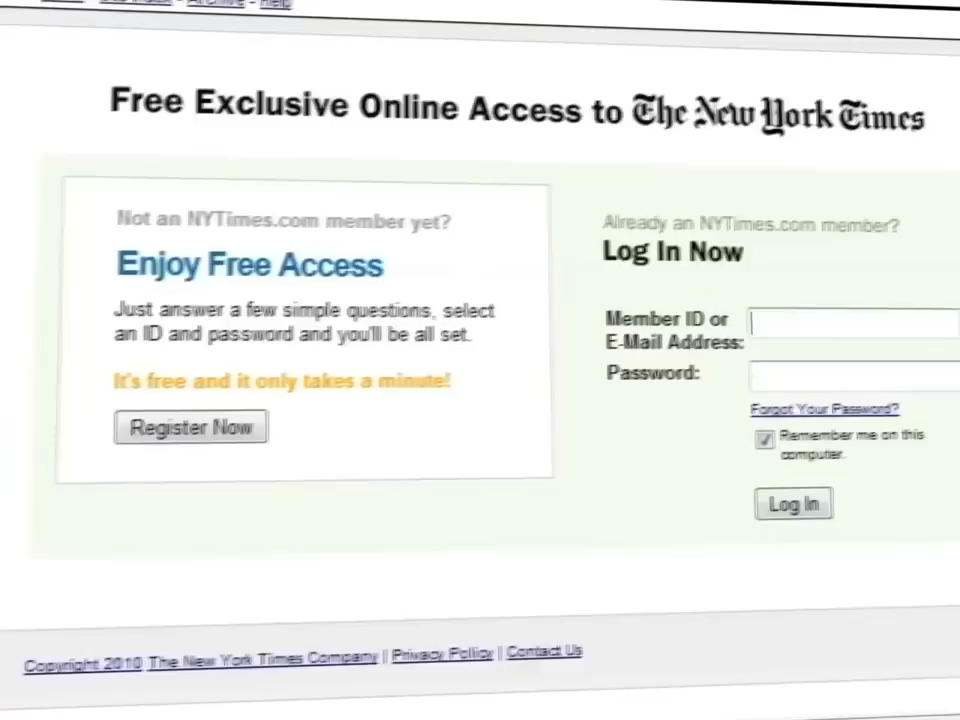 Free Exclusive Online Access to The New York Times
Not an NYTimes.com member yet?
Enjoy Free Access
Just answer a few simple questions, select
an ID and password and you'll be all set.
It's free and it only takes a minute!
Register Now
Already an NYTimes.com member?
Log In Now
Member ID or
E-Mail Address:
Password:
Forgot Your Password?
Remember me on this
computer.
Log In
Copyright 2010 The New York Times Company | Privacy Policy | Contact Us